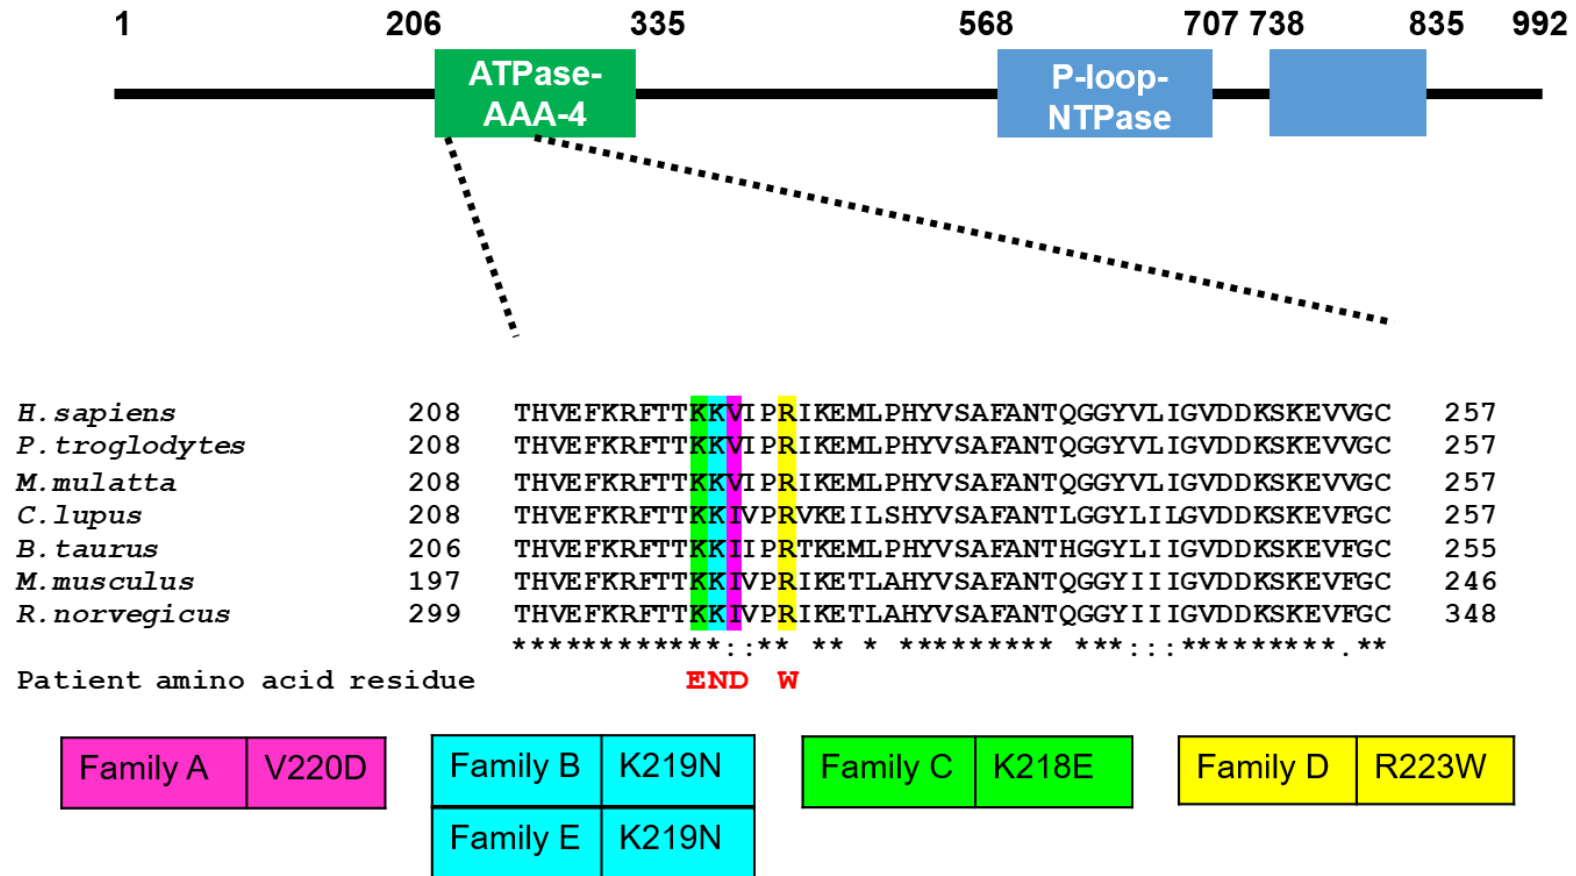 1 206 335 568 707 738 835 992
ATPase-
AAA-4
P-loop-
NTPase
H.sapiens 208 THVEFKRFTTKKVIPRIKEMLPHYVSAFANTQGGYVLIGVDDKSKEVVGC 257
P.troglodytes 208 THVEFKRFTTKKVIPRIKEMLPHYVSAFANTQGGYVLIGVDDKSKEVVGC 257
M.mulatta 208 THVEFKRFTTKKVIPRIKEMLPHYVSAFANTQGGYVLIGVDDKSKEVVGC 257
C.lupus 208 THVEFKRFTTKKIVPRVKEILSHYVSAFANTLGGYLILGVDDKSKEVFGC 257
B.taurus 206 THVEFKRFTTKKIIPRTKEMLPHYVSAFANTHGGYLIIGVDDKSKEVFGC 255
M.musculus 197 THVEFKRFTTKKIVPRIKETLAHYVSAFANTQGGYIIIGVDDKSKEVFGC 246
R.norvegicus 299 THVEFKRFTTKKIVPRIKETLAHYVSAFANTQGGYIIIGVDDKSKEVFGC 348
************::** ** * ********* ***:::*********.**
Patient amino acid residue END W
Family A V220D
Family B K219N
Family E K219N
Family C K218E
Family D R223W